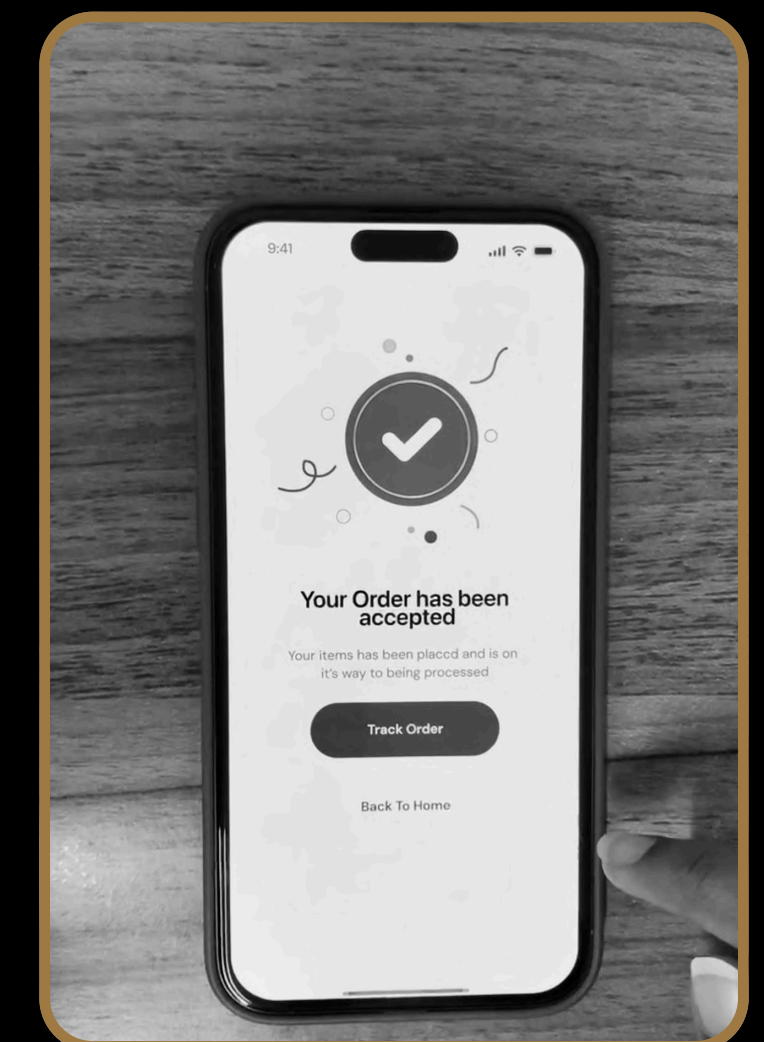 9:41
Your Order has been
accepted
Your items has been placcd and is on
it's way to being processed
Track Order
Back To Home